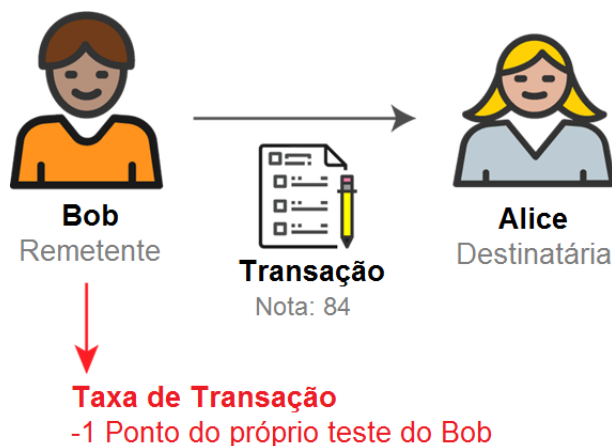 Bob
Remetente
Transação
Nota: 84
Alice
Destinatária
Taxa de Transação
-1 Ponto do próprio teste do Bob